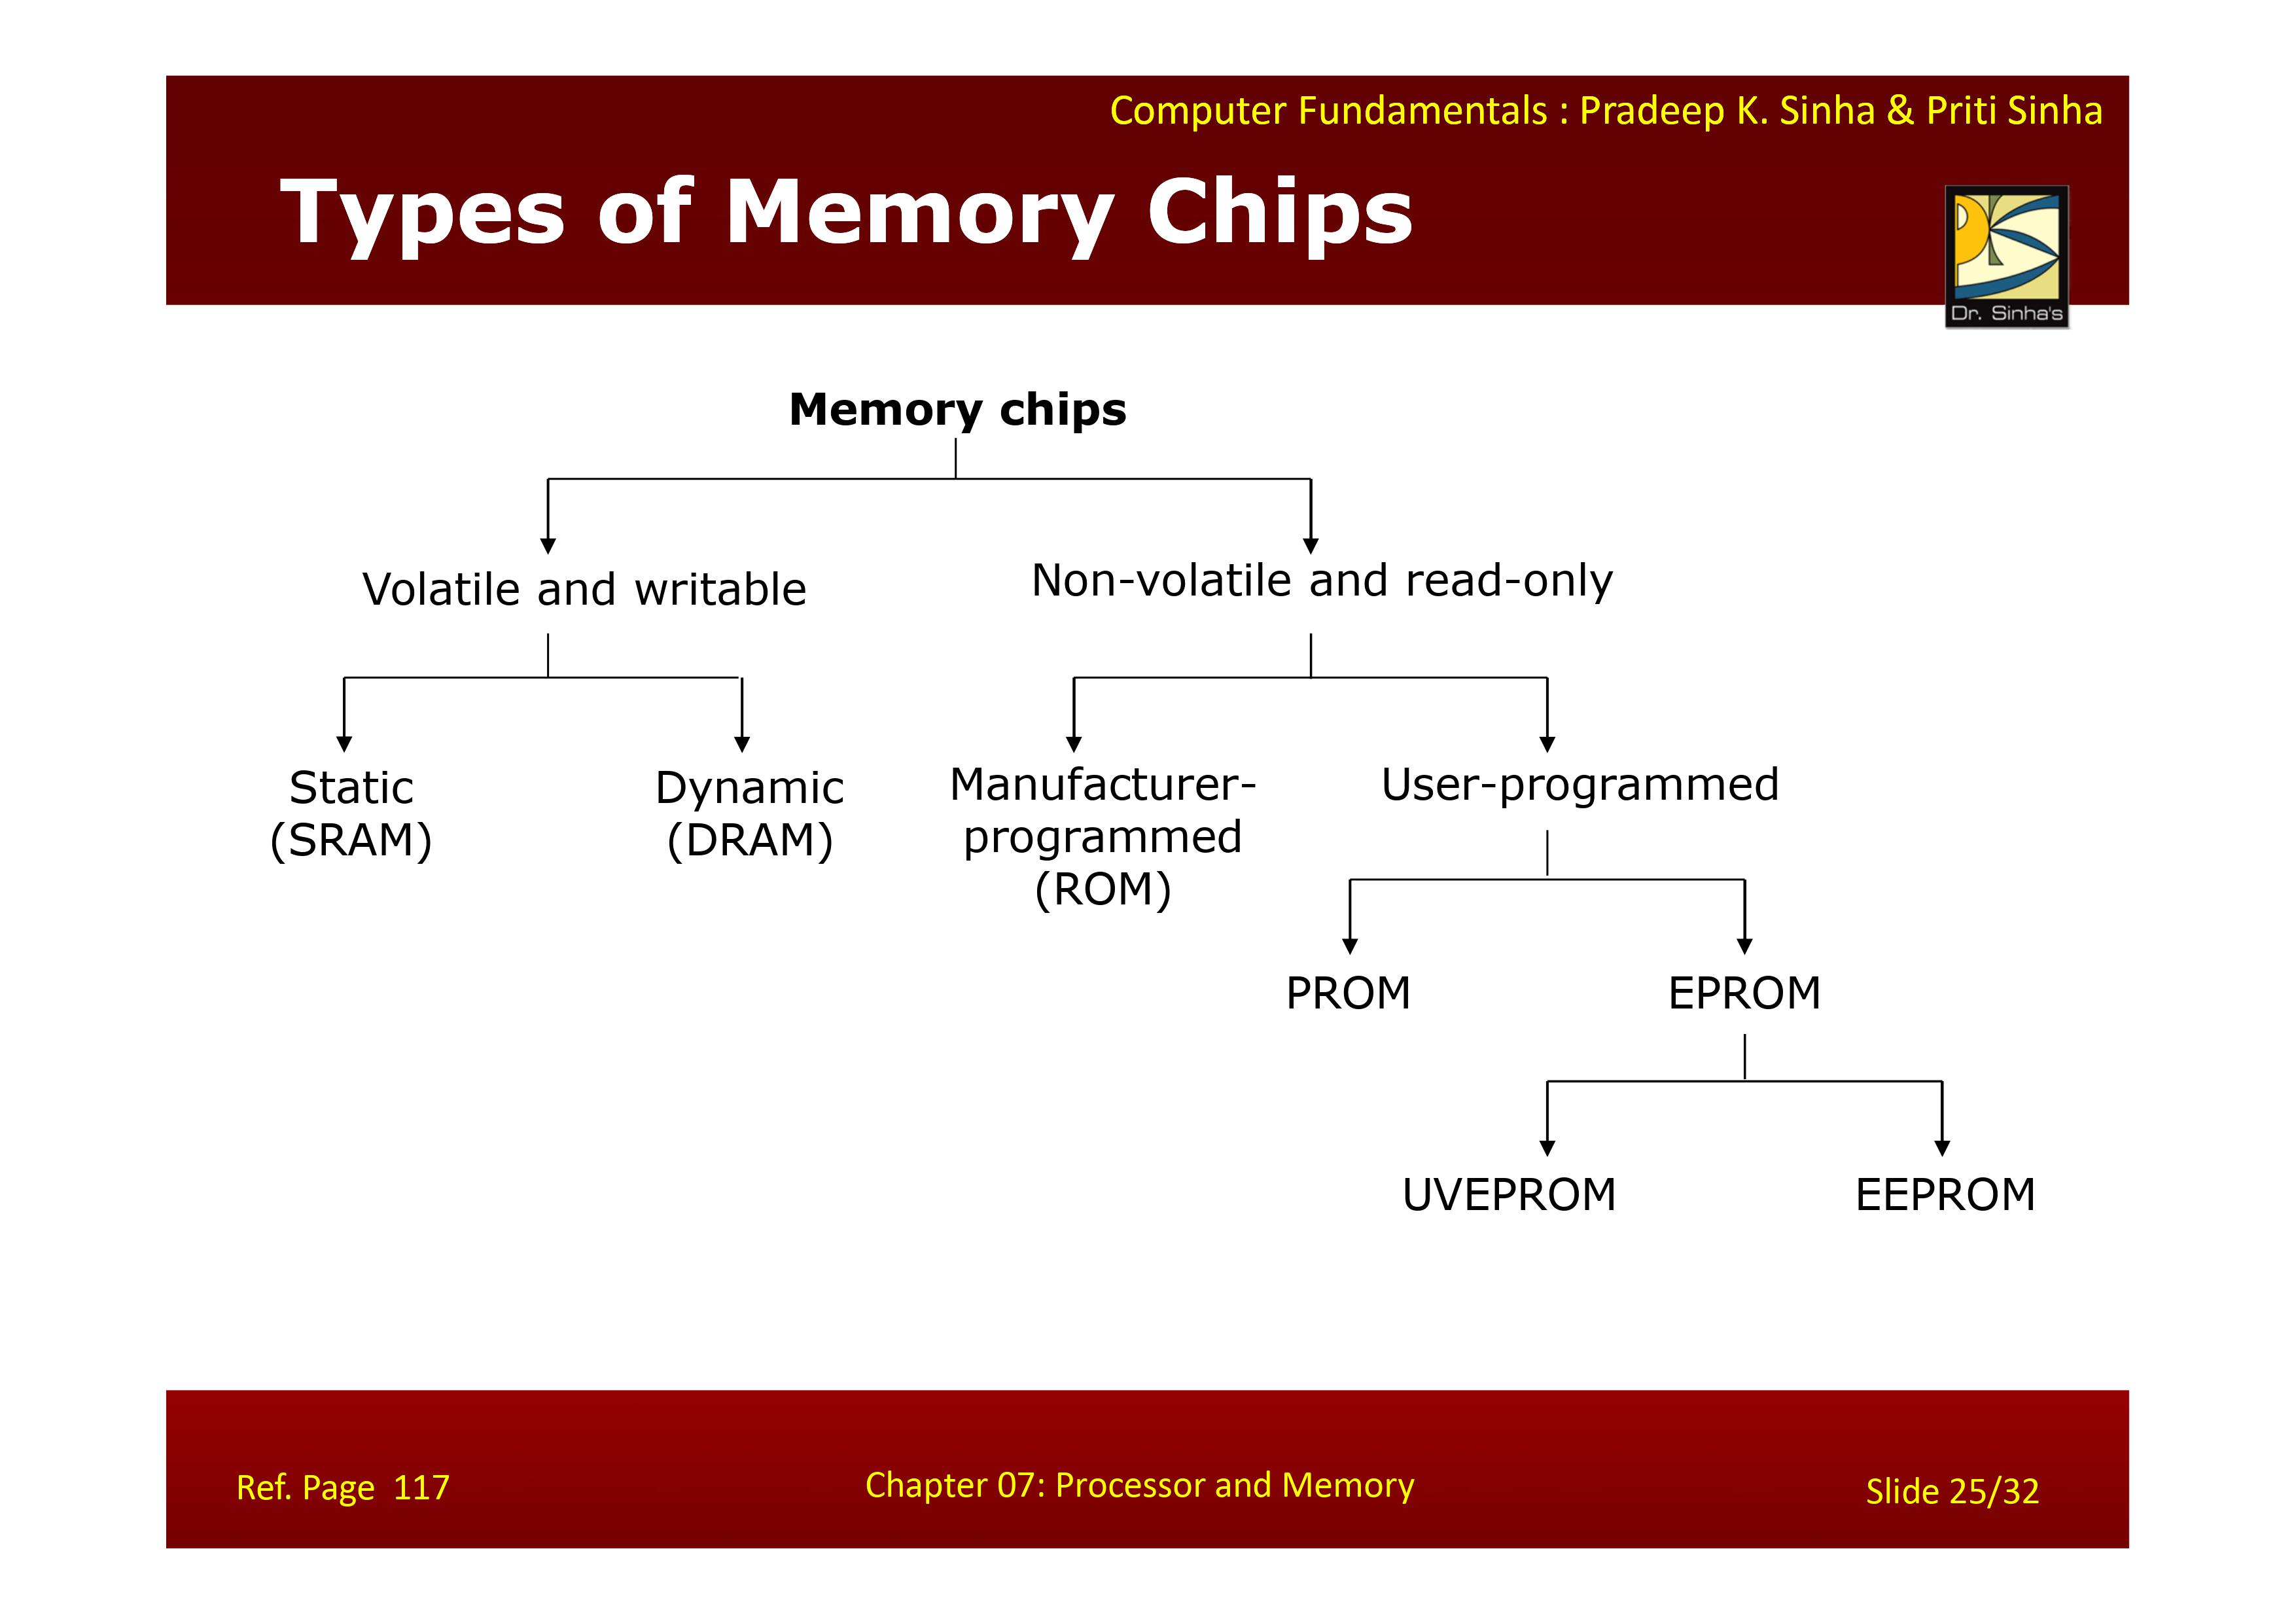 Computer Fundamentals : Pradeep K. Sinha & Priti Sinha
Types of Memory Chips
Dr. Sinha's
Memory chips
Volatile and writable
Non-volatile and read-only
Static
(SRAM)
Dynamic
(DRAM)
Manufacturer-
programmed
(ROM)
User-programmed
PROM
EPROM
UVEPROM
EEPROM
Ref. Page 117
Chapter 07: Processor and Memory
Slide 25/32